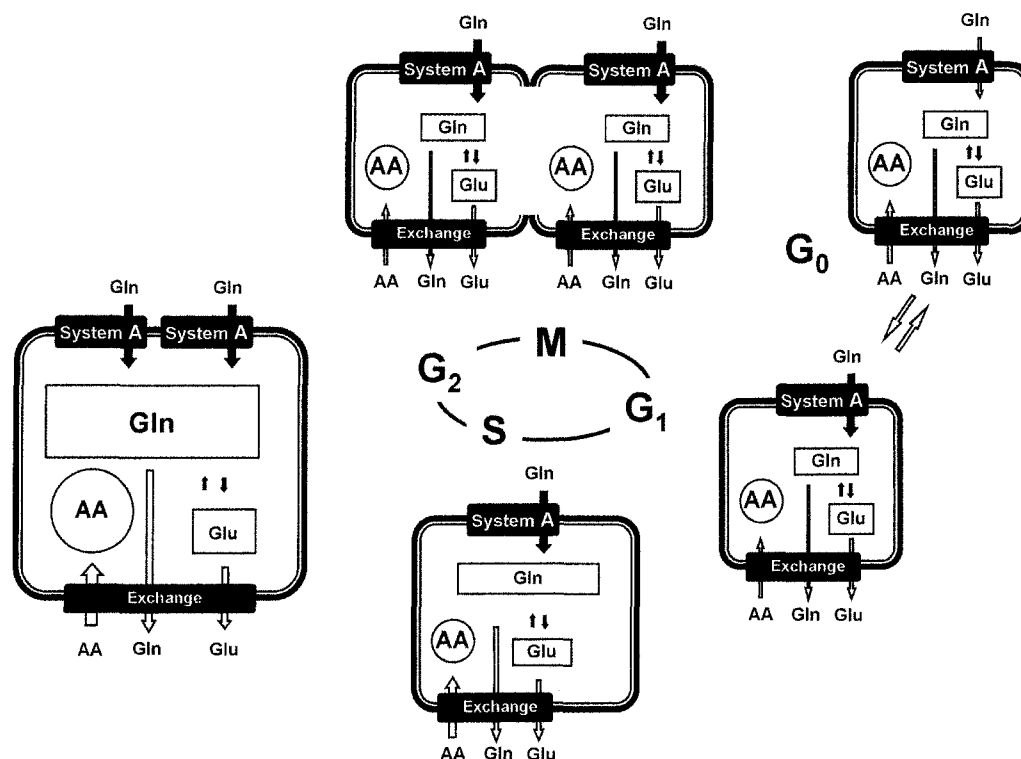 Gln
Gln
System A
System A
Gln
Gln
AA
AA
Glu
Glu
Exchange
Exchange
AA
Gln
Glu
AA
Gln
Glu
Gln
System A
Gln
AA
Glu
Exchange
AA
Gln
Glu
G₀
Gln
Gln
System A
System A
Gln
AA
Glu
Exchange
AA
Gln
Glu
M
G₂
G₁
S
Gln
System A
Gln
AA
Glu
Exchange
AA
Gln
Glu
Gln
System A
Gln
AA
Glu
Exchange
AA
Gln
Glu